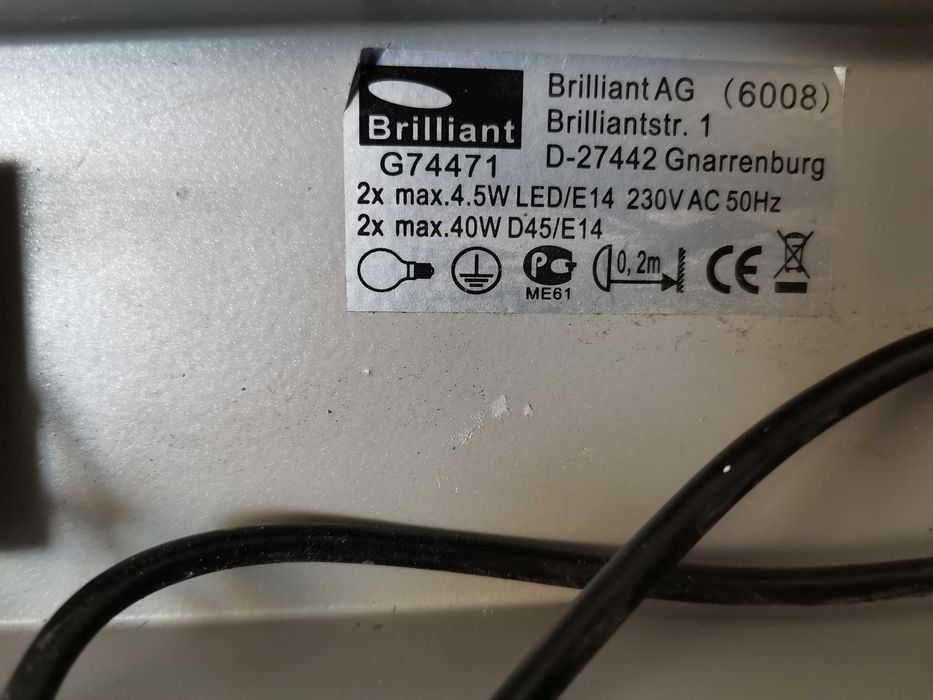 Brilliant
G74471
Brilliant AG (6008)
Brilliantstr. 1
D-27442 Gnarrenburg
2x max.4.5W LED/E14 230V AC 50Hz
2x max.40W D45/E14
PG
ME61
0,2m
CE